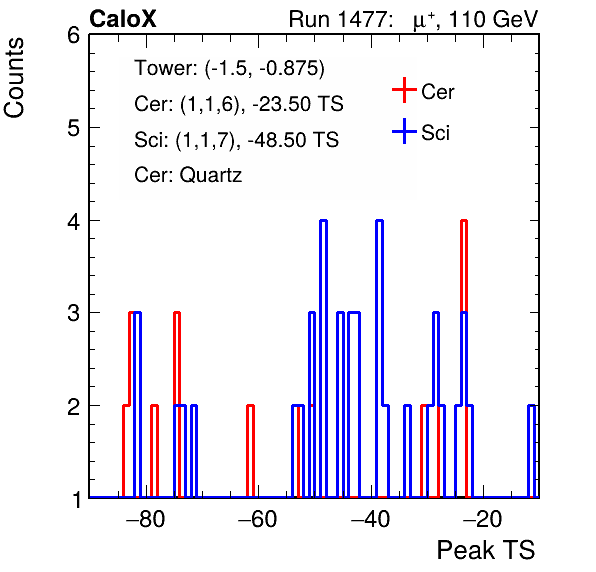 CaloX Run 1477: μ⁺, 110 GeV
Counts
Tower: (-1.5, -0.875)
Cer: (1,1,6), -23.50 TS
Sci: (1,1,7), -48.50 TS
Cer: Quartz
Cer
Sci
6
5
4
3
2
1
−80 −60 −40 −20
Peak TS